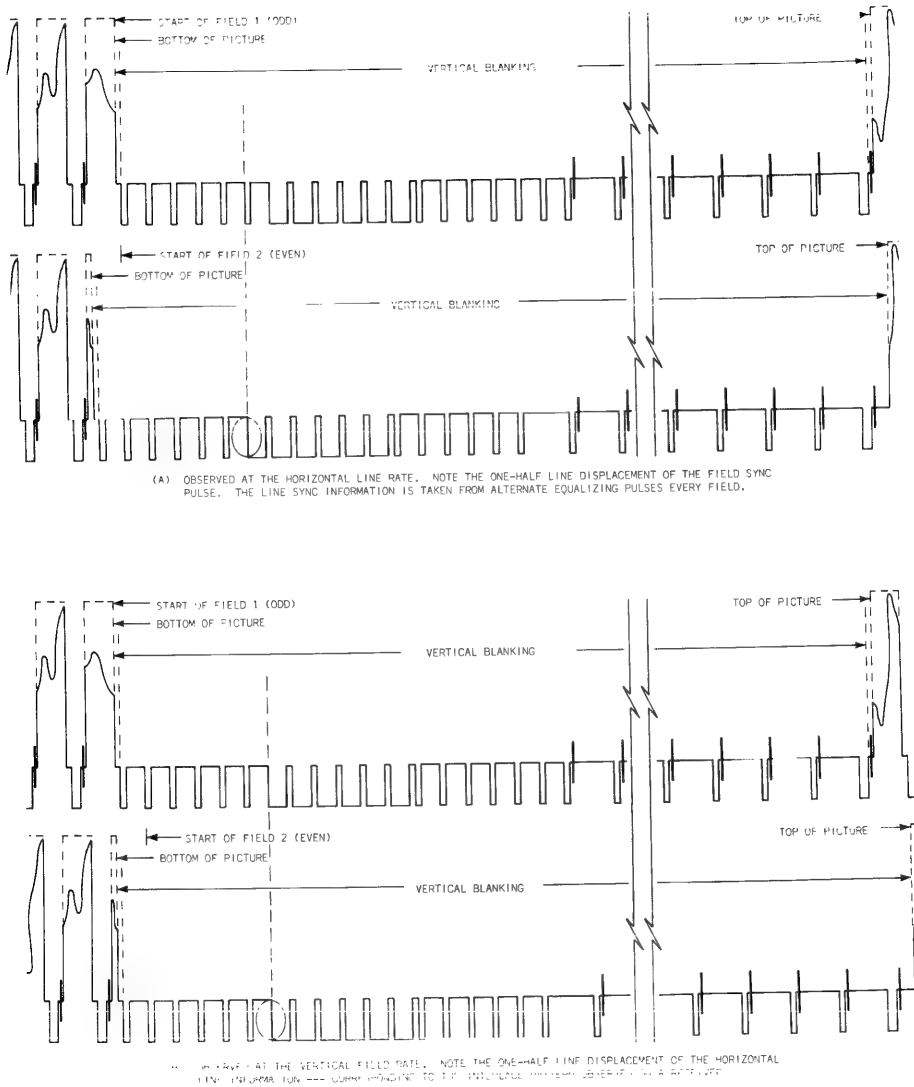 START OF FIELD 1 (ODD)
TOP OF PICTURE
BOTTOM OF PICTURE
VERTICAL BLANKING
START OF FIELD 2 (EVEN)
TOP OF PICTURE
BOTTOM OF PICTURE
VERTICAL BLANKING
(A) OBSERVED AT THE HORIZONTAL LINE RATE. NOTE THE ONE-HALF LINE DISPLACEMENT OF THE FIELD SYNC
PULSE. THE LINE SYNC INFORMATION IS TAKEN FROM ALTERNATE EQUALIZING PULSES EVERY FIELD.
START OF FIELD 1 (ODD)
TOP OF PICTURE
BOTTOM OF PICTURE
VERTICAL BLANKING
START OF FIELD 2 (EVEN)
TOP OF PICTURE
BOTTOM OF PICTURE
VERTICAL BLANKING
AT THE VERTICAL FIELD RATE. NOTE THE ONE-HALF LINE DISPLACEMENT OF THE HORIZONTAL
LINE INFORMATION